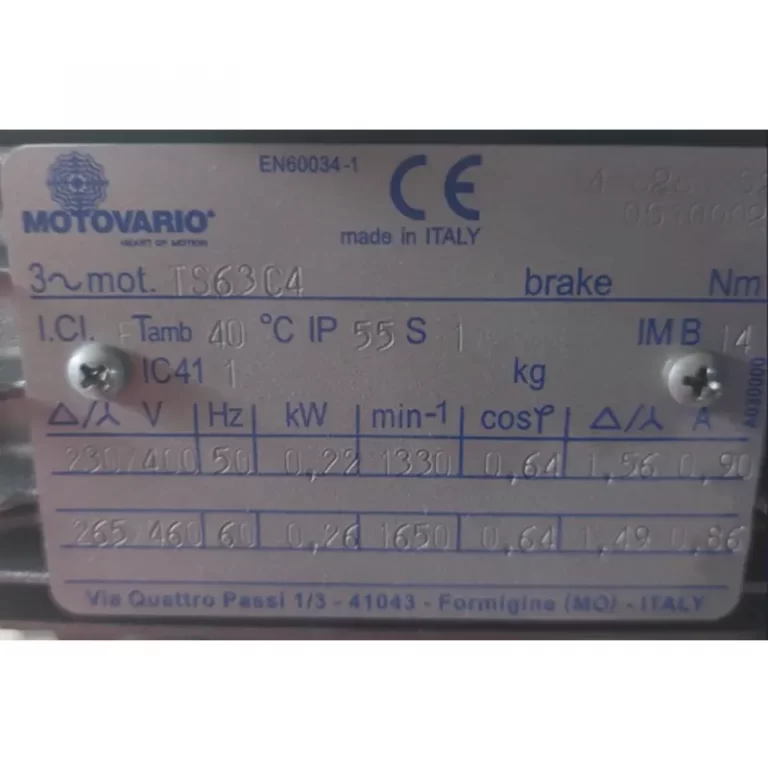 EN60034-1
CE
MOTOVARIO®
HEART OF MOTION
made in ITALY
3~mot. TS63C4 brake Nm
I.Cl. F Tamb 40 °C IP 55 S 1 IM B 14
IC41 1 kg
A030000
Δ/⅄ V Hz kW min-1 cosφ Δ/⅄ A
230/400 50 0,22 1330 0,64 1,56 0,90
265/460 60 0,26 1650 0,64 1,49 0,86
Via Quattro Passi 1/3 - 41043 - Formigine (MO) - ITALY